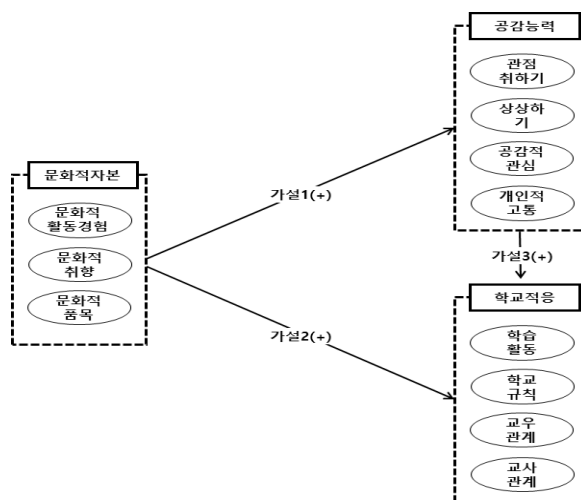 공감능력
관점
취하기
상상하
기
공감적
관심
개인적
고통
문화적자본
문화적
활동경험
문화적
취향
문화적
품목
가설1(+)
가설2(+)
가설3(+)
학교적응
학습
활동
학교
규칙
교우
관계
교사
관계